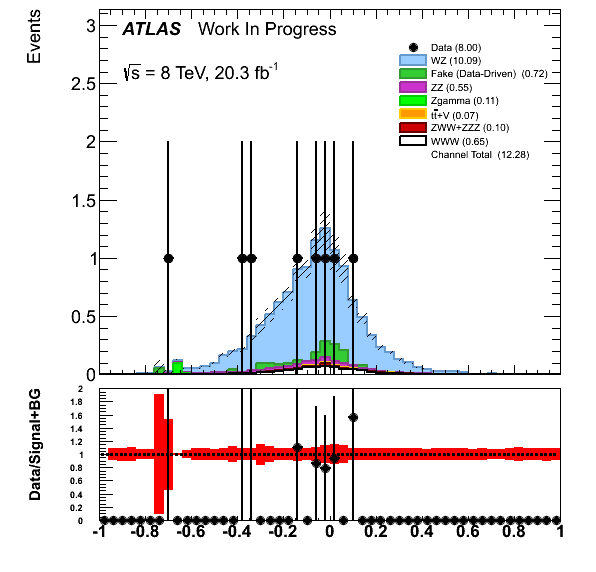 Events
ATLAS Work In Progress
√s = 8 TeV, 20.3 fb⁻¹
Data (8.00)
WZ (10.09)
Fake (Data-Driven) (0.72)
ZZ (0.55)
Zgamma (0.11)
tt̄+V (0.07)
ZWW+ZZZ (0.10)
WWW (0.65)
Channel Total (12.28)
3
2.5
2
1.5
1
0.5
0
Data/Signal+BG
2
1.8
1.6
1.4
1.2
1
0.8
0.6
0.4
0.2
0
-1 -0.8 -0.6 -0.4 -0.2 0 0.2 0.4 0.6 0.8 1